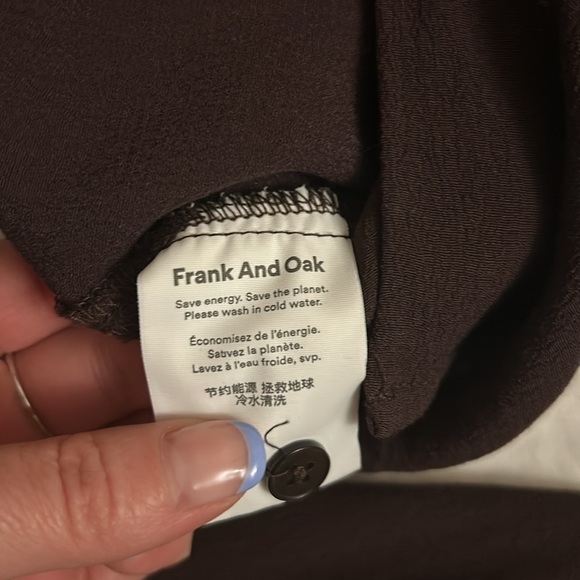 Frank And Oak
Save energy. Save the planet.
Please wash in cold water.
Économisez de l'énergie.
Sauvez la planète.
Lavez à l'eau froide, svp.
节约能源 拯救地球
冷水清洗